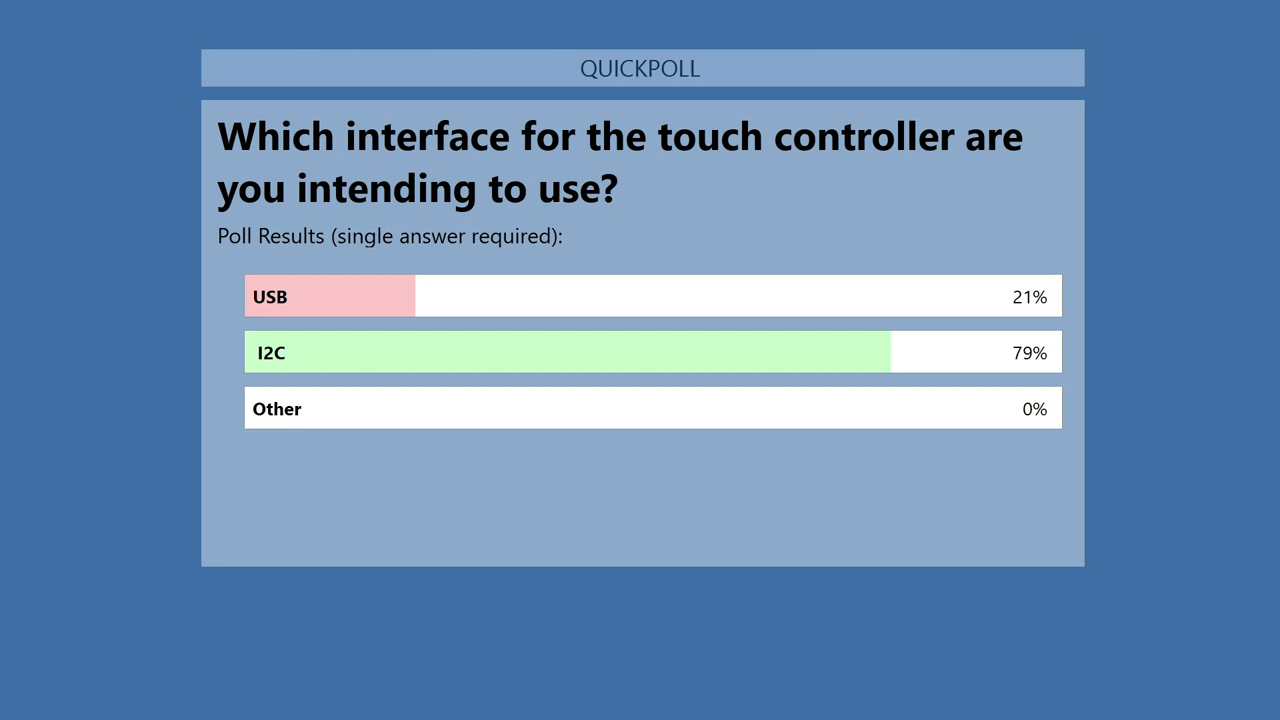 QUICKPOLL
Which interface for the touch controller are
you intending to use?
Poll Results (single answer required):
USB 21%
I2C 79%
Other 0%